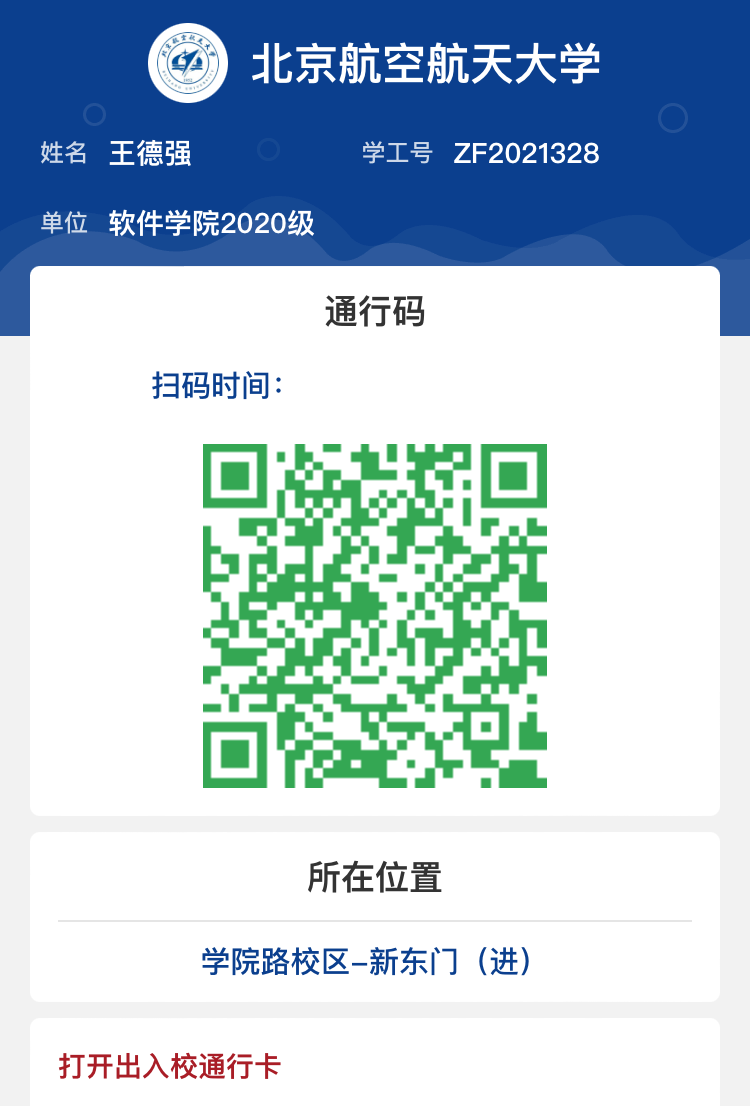 北京航空航天大学
姓名 王德强 学工号 ZF2021328
单位 软件学院2020级
通行码
扫码时间：
所在位置
学院路校区-新东门（进）
打开出入校通行卡